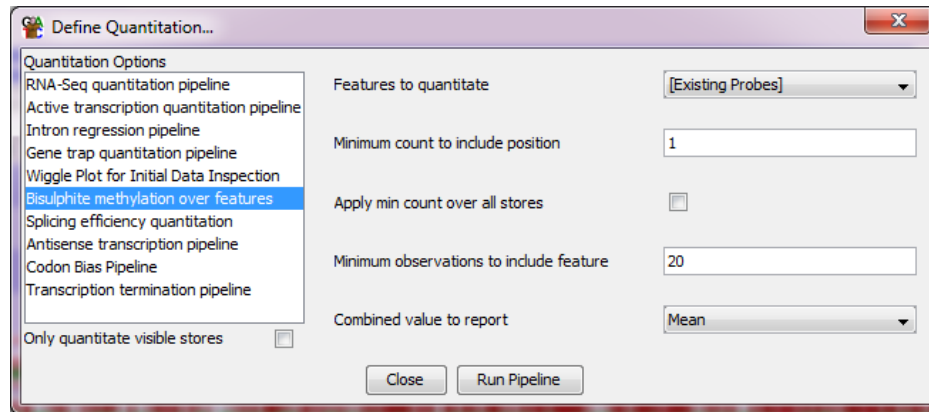 Define Quantitation...
Quantitation Options
RNA-Seq quantitation pipeline
Active transcription quantitation pipeline
Intron regression pipeline
Gene trap quantitation pipeline
Wiggle Plot for Initial Data Inspection
Bisulphite methylation over features
Splicing efficiency quantitation
Antisense transcription pipeline
Codon Bias Pipeline
Transcription termination pipeline
Only quantitate visible stores
Features to quantitate [Existing Probes]
Minimum count to include position 1
Apply min count over all stores
Minimum observations to include feature 20
Combined value to report Mean
Close Run Pipeline